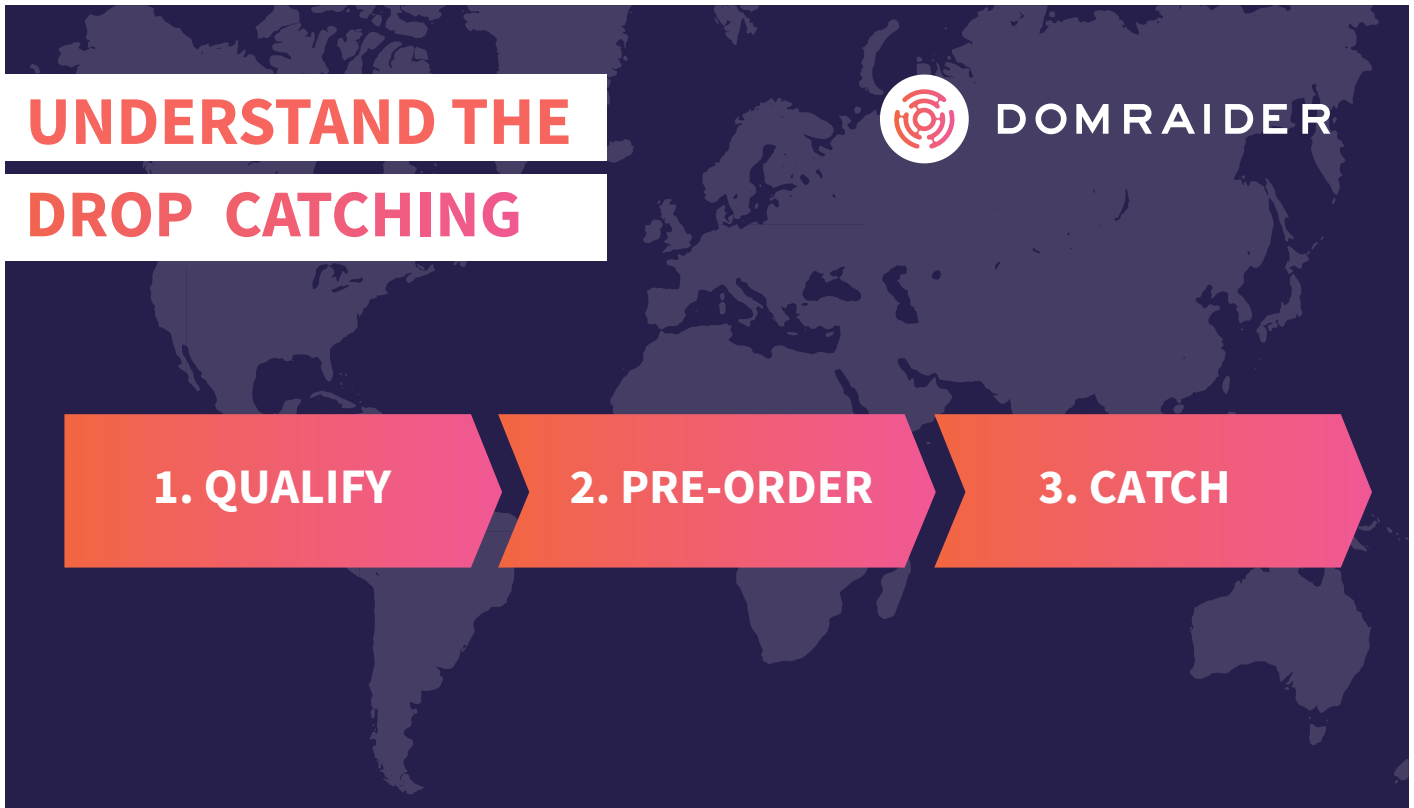 UNDERSTAND THE
DROP CATCHING
DOMRAIDER
1. QUALIFY
2. PRE-ORDER
3. CATCH